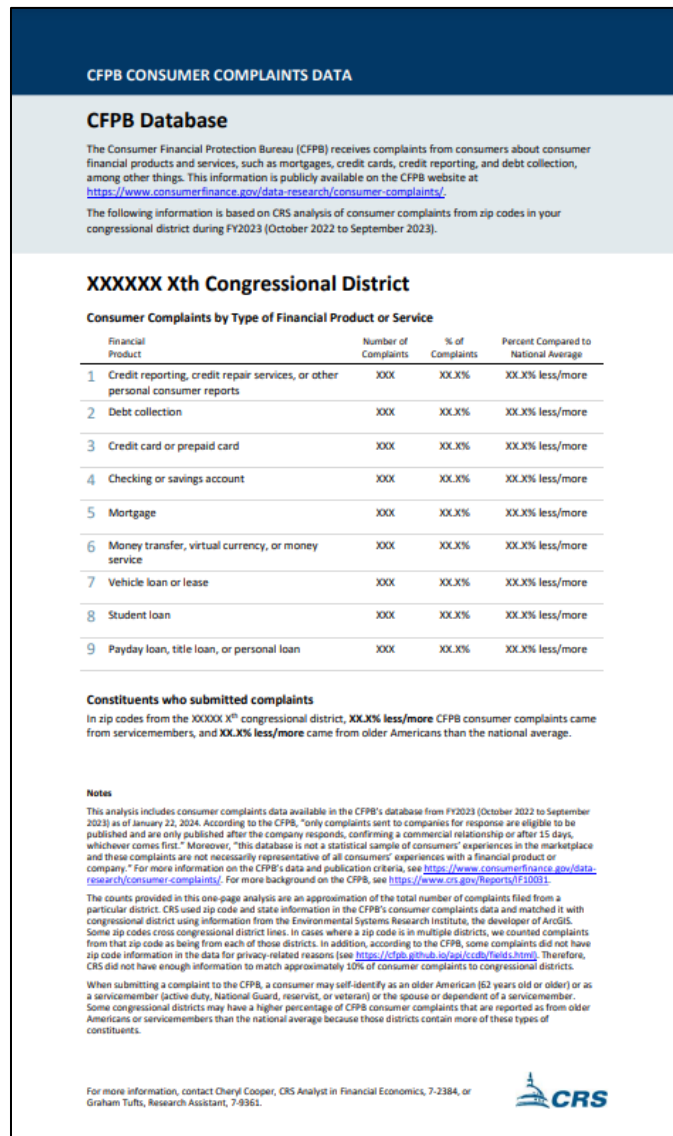 CFPB CONSUMER COMPLAINTS DATA
CFPB Database
The Consumer Financial Protection Bureau (CFPB) receives complaints from consumers about consumer
financial products and services, such as mortgages, credit cards, credit reporting, and debt collection,
among other things. This information is publicly available on the CFPB website at
https://www.consumerfinance.gov/data-research/consumer-complaints/.
The following information is based on CRS analysis of consumer complaints from zip codes in your
congressional district during FY2023 (October 2022 to September 2023).
XXXXXX Xth Congressional District
Consumer Complaints by Type of Financial Product or Service
Financial Number of % of Percent Compared to
Product Complaints Complaints National Average
1 Credit reporting, credit repair services, or other XXX XX.X% XX.X% less/more
personal consumer reports
2 Debt collection XXX XX.X% XX.X% less/more
3 Credit card or prepaid card XXX XX.X% XX.X% less/more
4 Checking or savings account XXX XX.X% XX.X% less/more
5 Mortgage XXX XX.X% XX.X% less/more
6 Money transfer, virtual currency, or money XXX XX.X% XX.X% less/more
service
7 Vehicle loan or lease XXX XX.X% XX.X% less/more
8 Student loan XXX XX.X% XX.X% less/more
9 Payday loan, title loan, or personal loan XXX XX.X% XX.X% less/more
Constituents who submitted complaints
In zip codes from the XXXXX Xth congressional district, XX.X% less/more CFPB consumer complaints came
from servicemembers, and XX.X% less/more came from older Americans than the national average.
Notes
This analysis includes consumer complaints data available in the CFPB's database from FY2023 (October 2022 to September
2023) as of January 22, 2024. According to the CFPB, "only complaints sent to companies for response are eligible to be
published and are only published after the company responds, confirming a commercial relationship or after 15 days,
whichever comes first." Moreover, "this database is not a statistical sample of consumers' experiences in the marketplace
and these complaints are not necessarily representative of all consumers' experiences with a financial product or
company." For more information on the CFPB's data and publication criteria, see https://www.consumerfinance.gov/data-
research/consumer-complaints/. For more background on the CFPB, see https://www.crs.gov/Reports/IF10031.
The counts provided in this one-page analysis are an approximation of the total number of complaints filed from a
particular district. CRS used zip code and state information in the CFPB's consumer complaints data and matched it with
congressional district using information from the Environmental Systems Research Institute, the developer of ArcGIS.
Some zip codes cross congressional district lines. In cases where a zip code is in multiple districts, we counted complaints
from that zip code as being from each of those districts. In addition, according to the CFPB, some complaints did not have
zip code information in the data for privacy-related reasons (see https://cfpb.github.io/api/ccdb/fields.html). Therefore,
CRS did not have enough information to match approximately 10% of consumer complaints to congressional districts.
When submitting a complaint to the CFPB, a consumer may self-identify as an older American (62 years old or older) or as
a servicemember (active duty, National Guard, reservist, or veteran) or the spouse or dependent of a servicemember.
Some congressional districts may have a higher percentage of CFPB consumer complaints that are reported as from older
Americans or servicemembers than the national average because those districts contain more of these types of
constituents.
For more information, contact Cheryl Cooper, CRS Analyst in Financial Economics, 7-2384, or
Graham Tufts, Research Assistant, 7-9361.
CRS